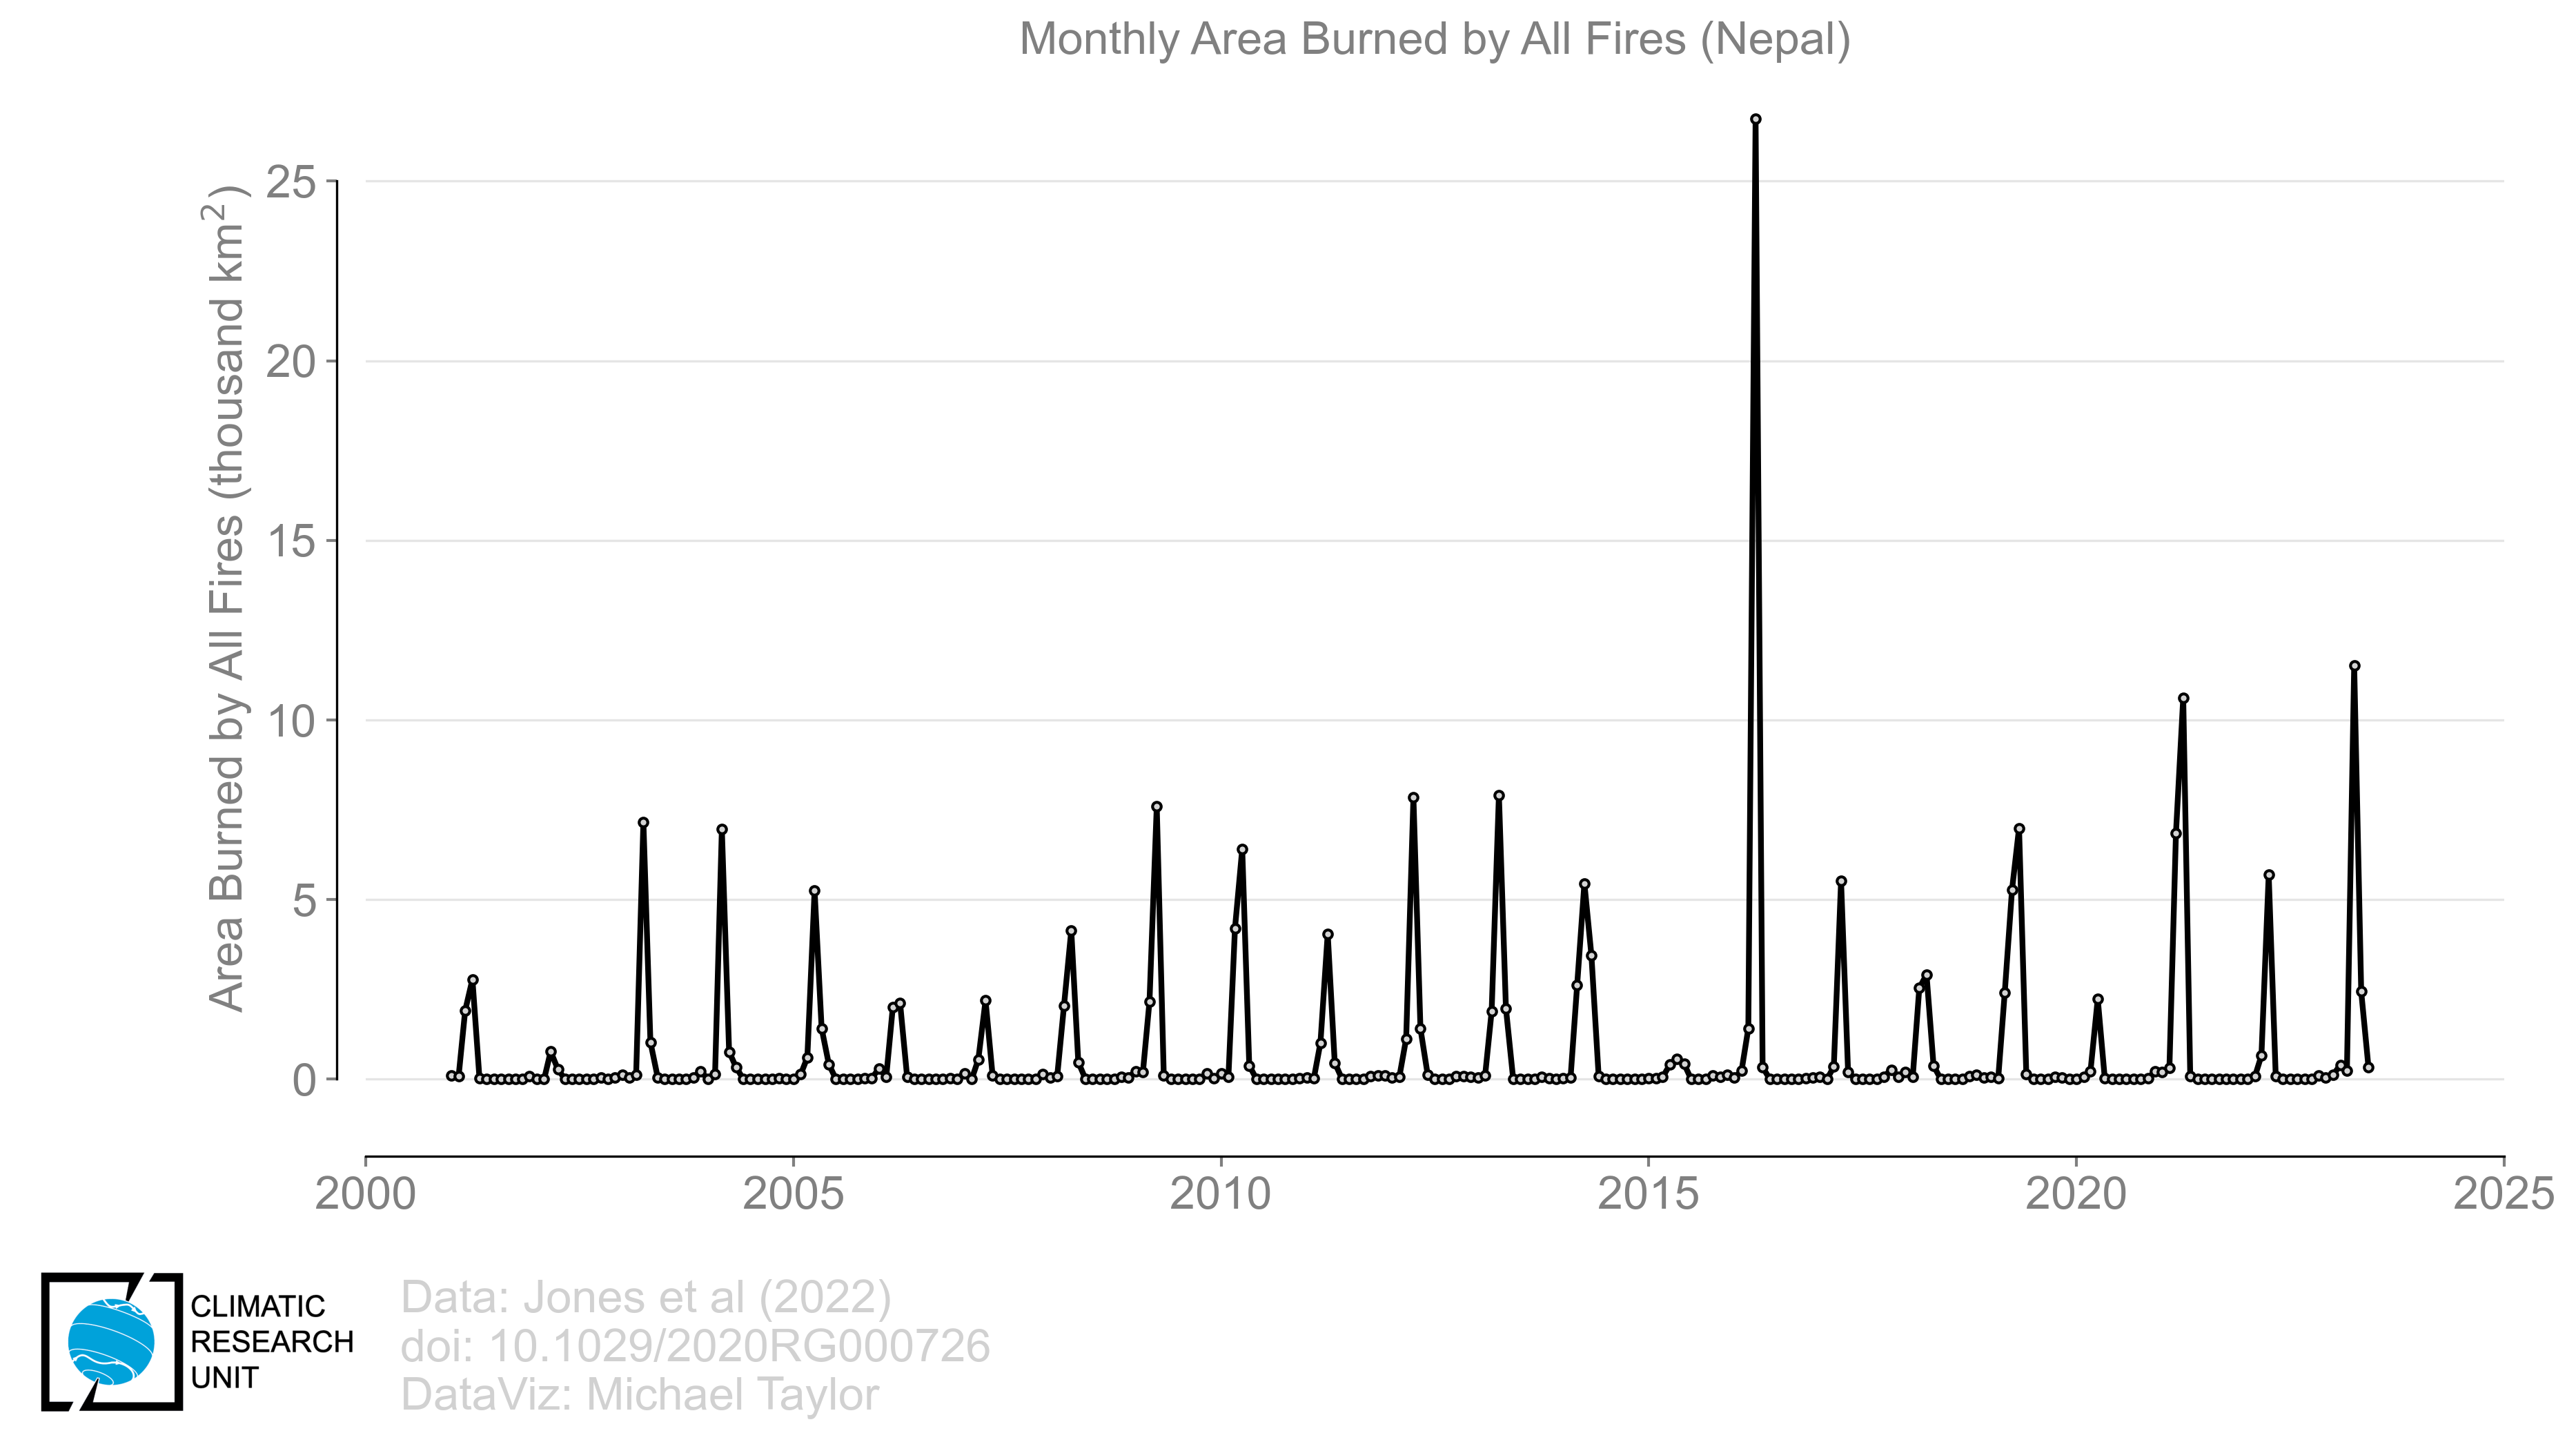 Monthly Area Burned by All Fires (Nepal)
Area Burned by All Fires (thousand km²)
25
20
15
10
5
0
2000
2005
2010
2015
2020
2025
CLIMATIC
RESEARCH
UNIT
Data: Jones et al (2022)
doi: 10.1029/2020RG000726
DataViz: Michael Taylor